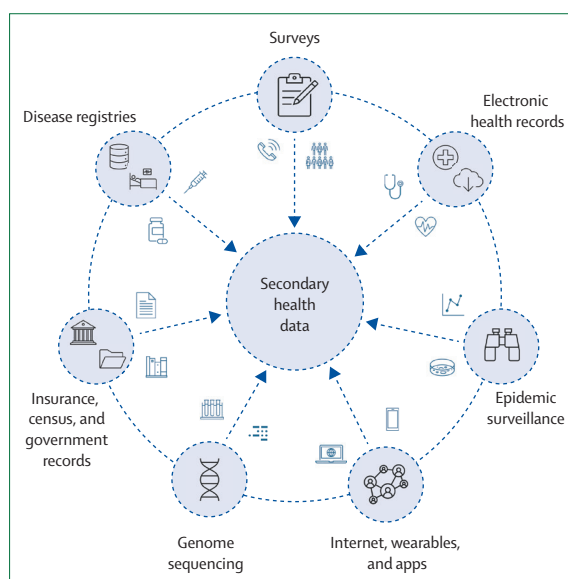 Surveys
Disease registries
Electronic
health records
Secondary
health
data
Insurance,
census, and
government
records
Epidemic
surveillance
Genome
sequencing
Internet, wearables,
and apps